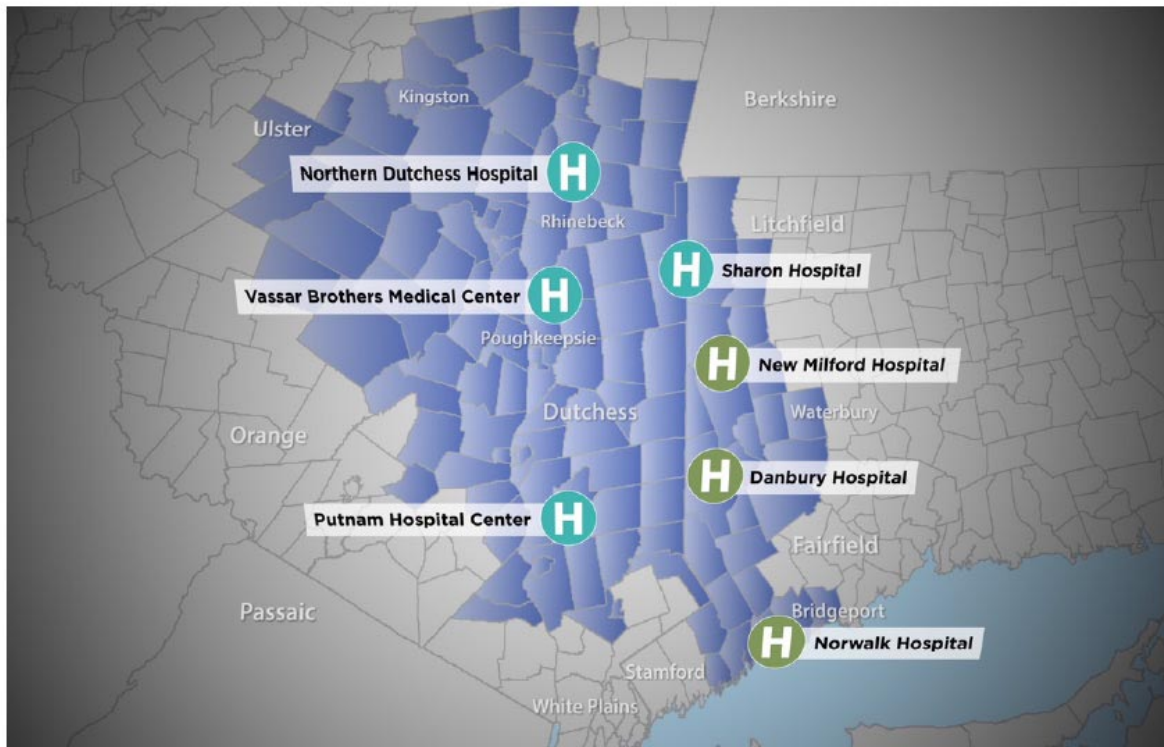 Kingston
Berkshire
Ulster
Northern Dutchess Hospital
H
Rhinebeck
Litchfield
H
Sharon Hospital
Vassar Brothers Medical Center
H
Poughkeepsie
H
New Milford Hospital
Dutchess
Waterbury
Orange
H
Danbury Hospital
Putnam Hospital Center
H
Fairfield
Passaic
Bridgeport
H
Norwalk Hospital
Stamford
White Plains